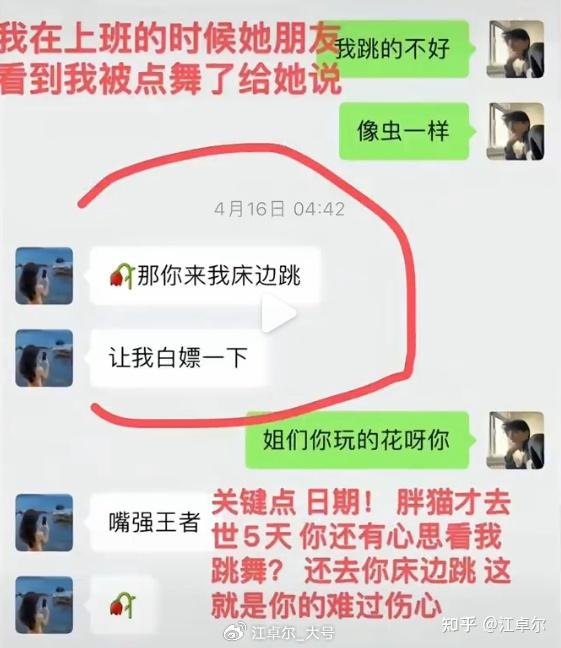 我在上班的时候她朋友
看到我被点舞了给她说
我跳的不好
像虫一样
4月16日 04:42
🥀那你来我床边跳
让我白嫖一下
姐们你玩的花呀你
嘴强王者
🥀
关键点 日期！ 胖猫才去
世5天 你还有心思看我
跳舞？ 还去你床边跳 这
就是你的难过伤心
江卓尔_大号
知乎 @江卓尔